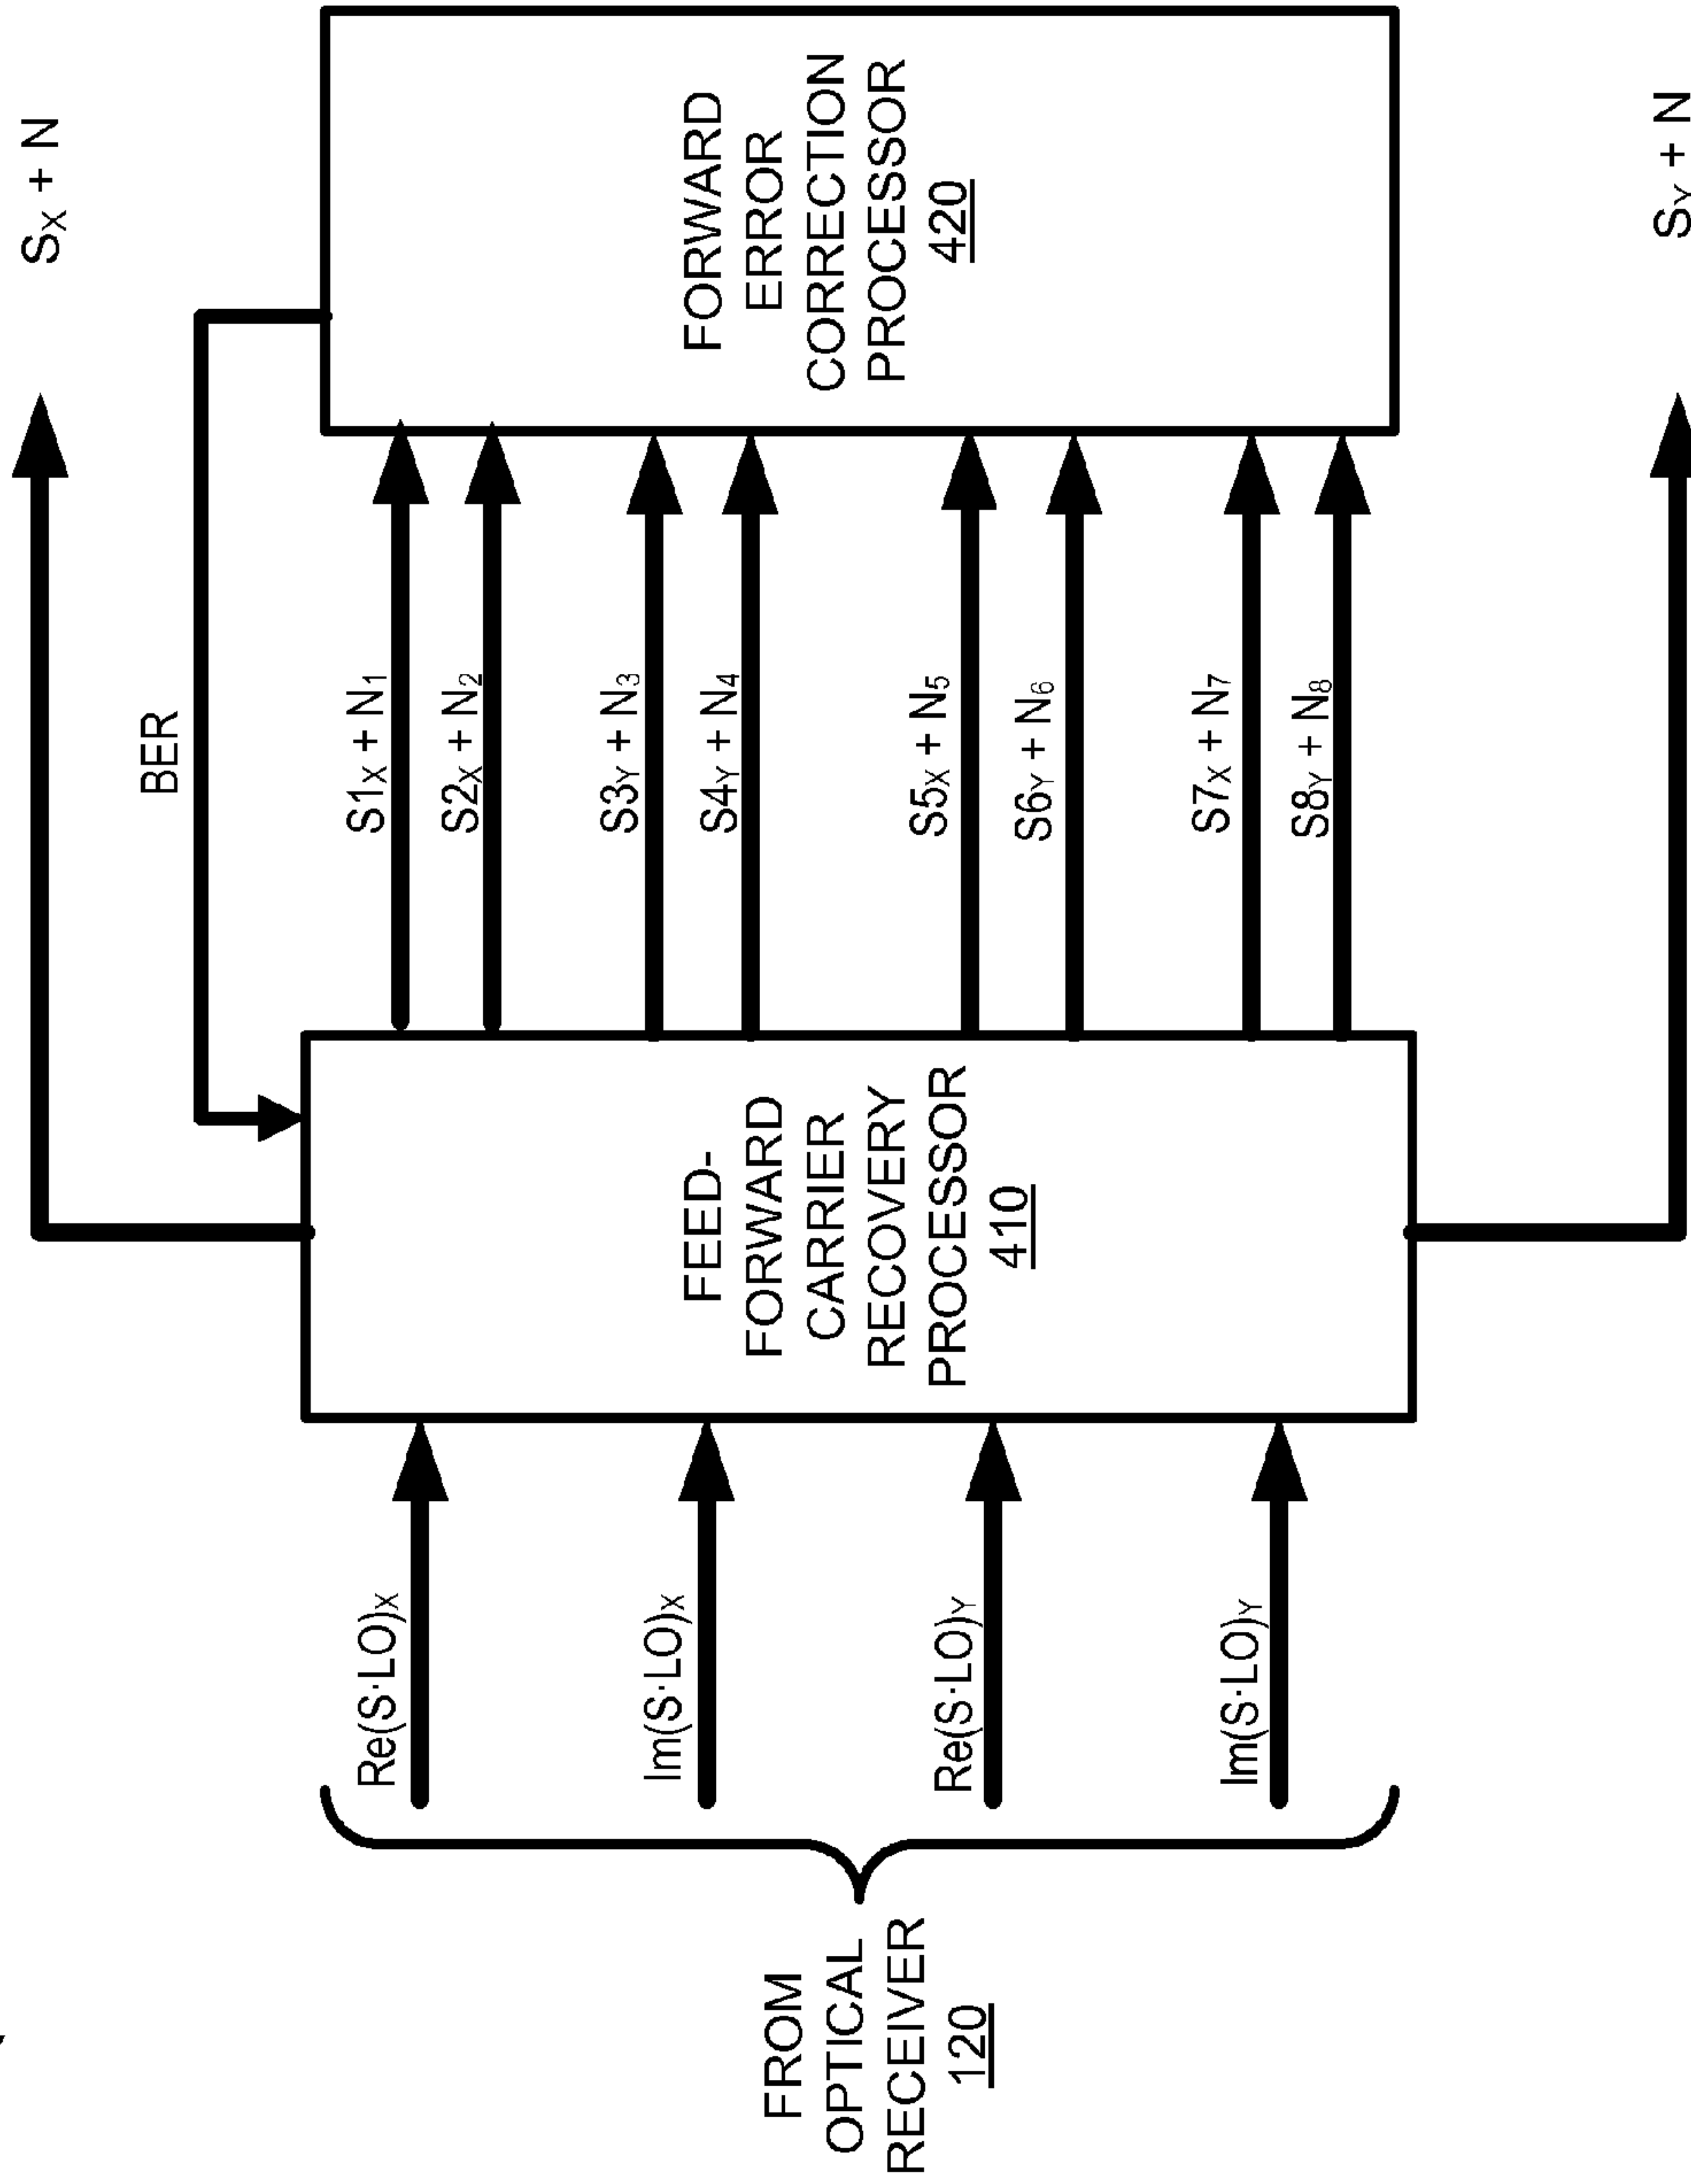 FROM
OPTICAL
RECEIVER
120
Re(S·LO)X
Im(S·LO)X
Re(S·LO)Y
Im(S·LO)Y
FEED-
FORWARD
CARRIER
RECOVERY
PROCESSOR
410
BER
S1X + N1
S2X + N2
S3Y + N3
S4Y + N4
S5X + N5
S6Y + N6
S7X + N7
S8Y + N8
FORWARD
ERROR
CORRECTION
PROCESSOR
420
SX + N
SY + N